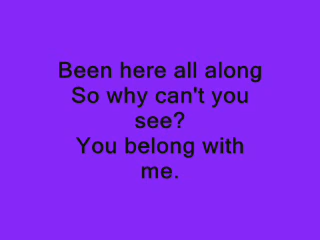 Been here all along
So why can't you
see?
You belong with
me.